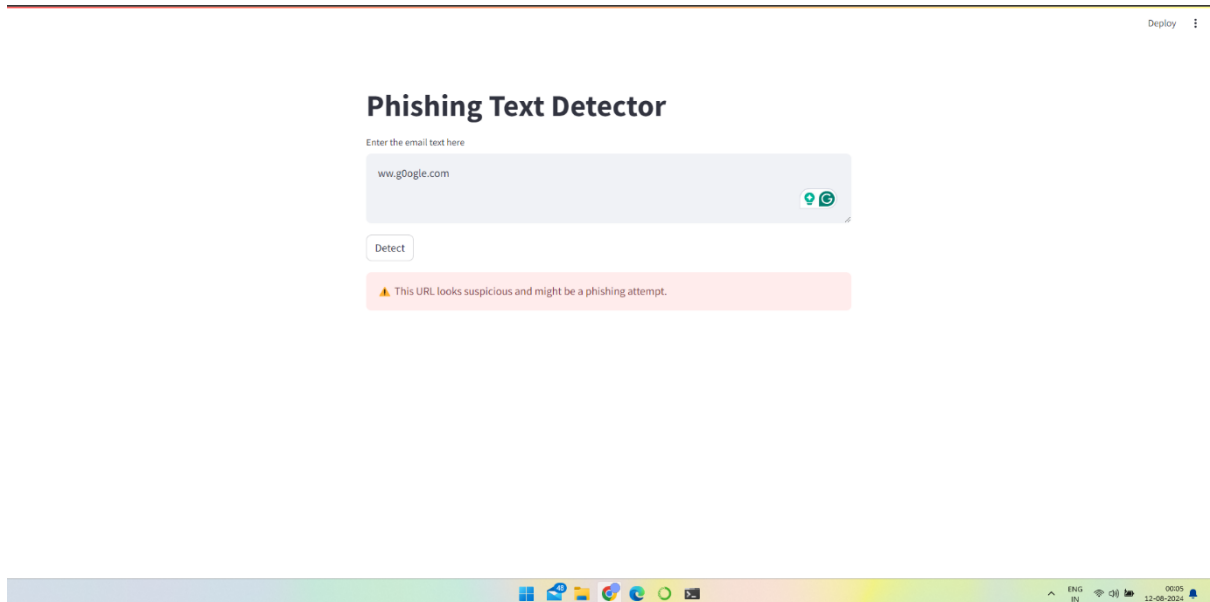 Deploy
Phishing Text Detector
Enter the email text here
ww.g0ogle.com
Detect
This URL looks suspicious and might be a phishing attempt.
48
ENG
IN
00:05
12-08-2024